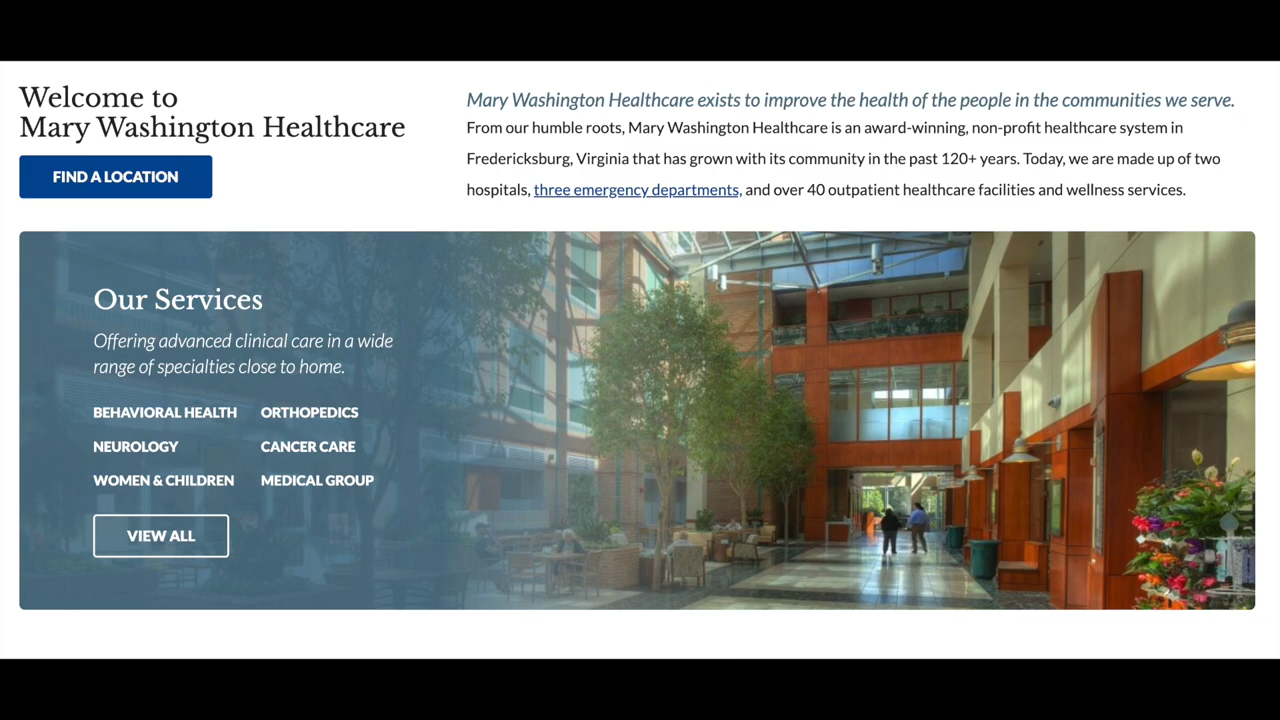 Welcome to
Mary Washington Healthcare
FIND A LOCATION
Mary Washington Healthcare exists to improve the health of the people in the communities we serve.
From our humble roots, Mary Washington Healthcare is an award-winning, non-profit healthcare system in
Fredericksburg, Virginia that has grown with its community in the past 120+ years. Today, we are made up of two
hospitals, three emergency departments, and over 40 outpatient healthcare facilities and wellness services.
Our Services
Offering advanced clinical care in a wide
range of specialties close to home.
BEHAVIORAL HEALTH ORTHOPEDICS
NEUROLOGY CANCER CARE
WOMEN & CHILDREN MEDICAL GROUP
VIEW ALL